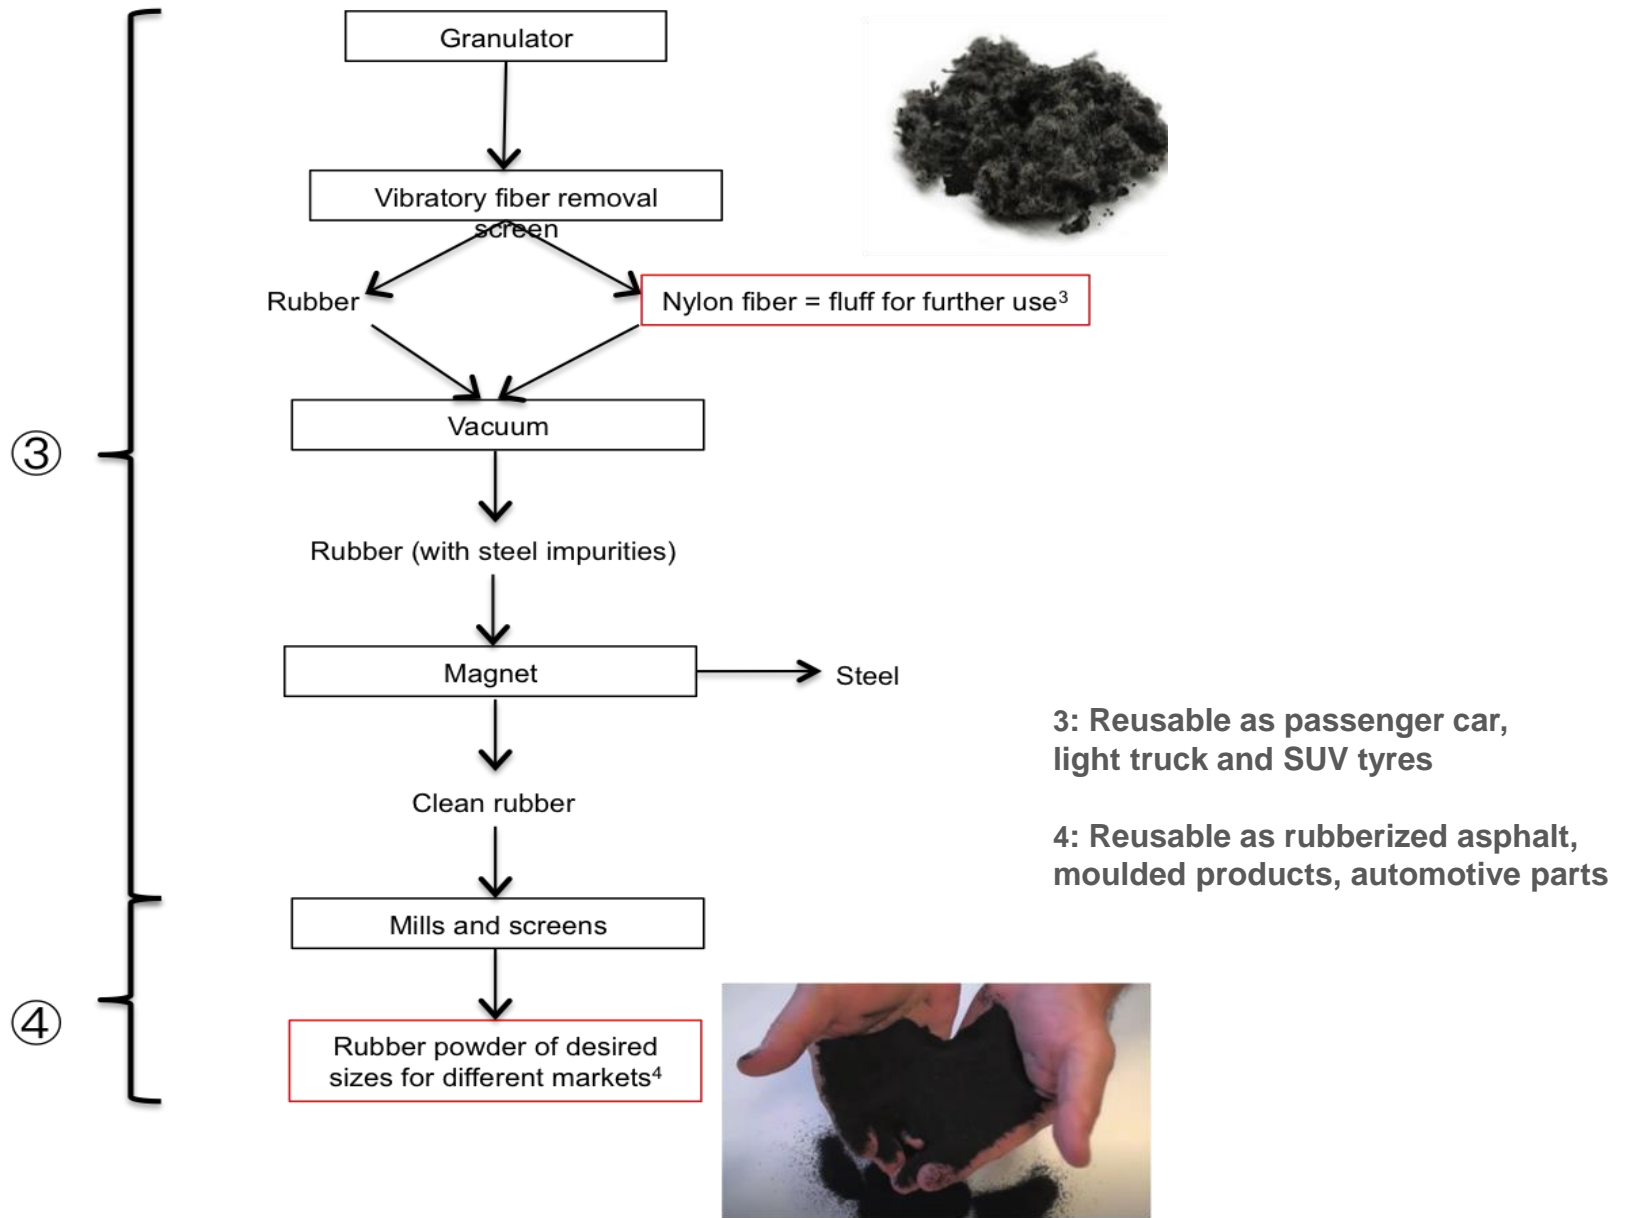 Granulator
Vibratory fiber removal
screen
Rubber
Nylon fiber = fluff for further use³
Vacuum
③
Rubber (with steel impurities)
Magnet
Steel
3: Reusable as passenger car,
light truck and SUV tyres
Clean rubber
4: Reusable as rubberized asphalt,
moulded products, automotive parts
Mills and screens
④
Rubber powder of desired
sizes for different markets⁴